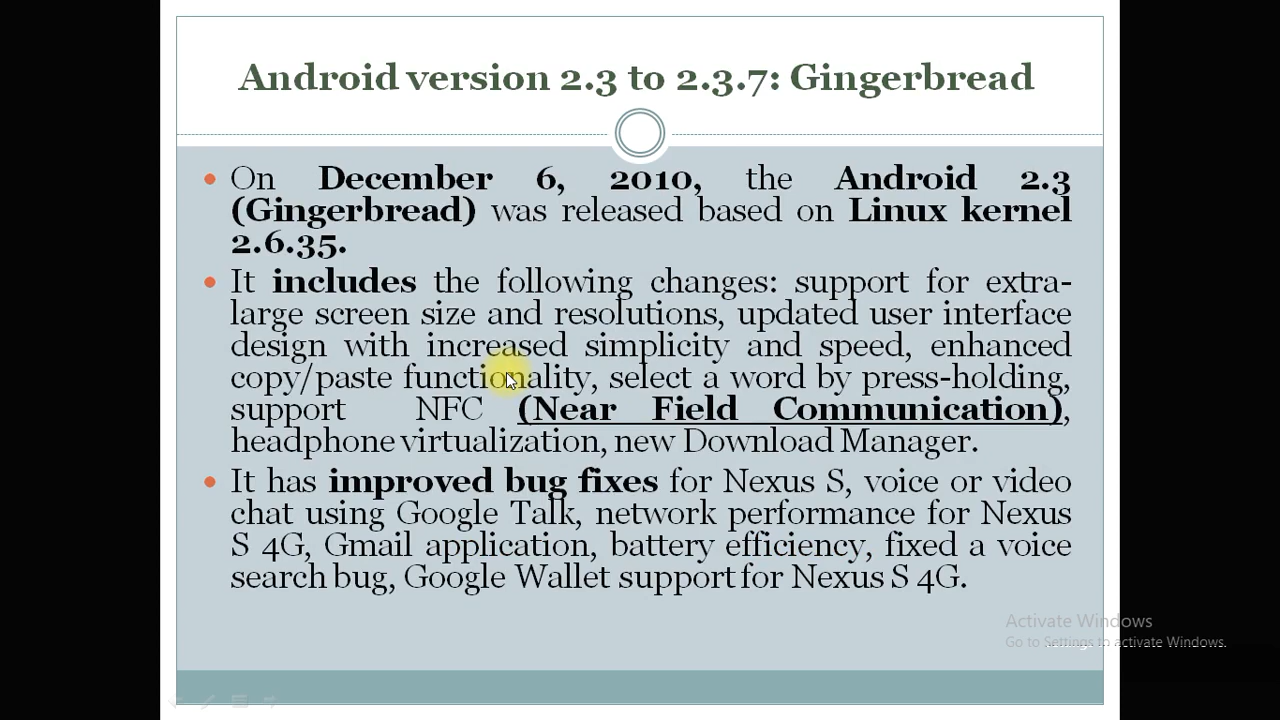 Android version 2.3 to 2.3.7: Gingerbread
On December 6, 2010, the Android 2.3
(Gingerbread) was released based on Linux kernel
2.6.35.
It includes the following changes: support for extra-
large screen size and resolutions, updated user interface
design with increased simplicity and speed, enhanced
copy/paste functionality, select a word by press-holding,
support NFC (Near Field Communication),
headphone virtualization, new Download Manager.
It has improved bug fixes for Nexus S, voice or video
chat using Google Talk, network performance for Nexus
S 4G, Gmail application, battery efficiency, fixed a voice
search bug, Google Wallet support for Nexus S 4G.
Activate Windows
Go to Settings to activate Windows.